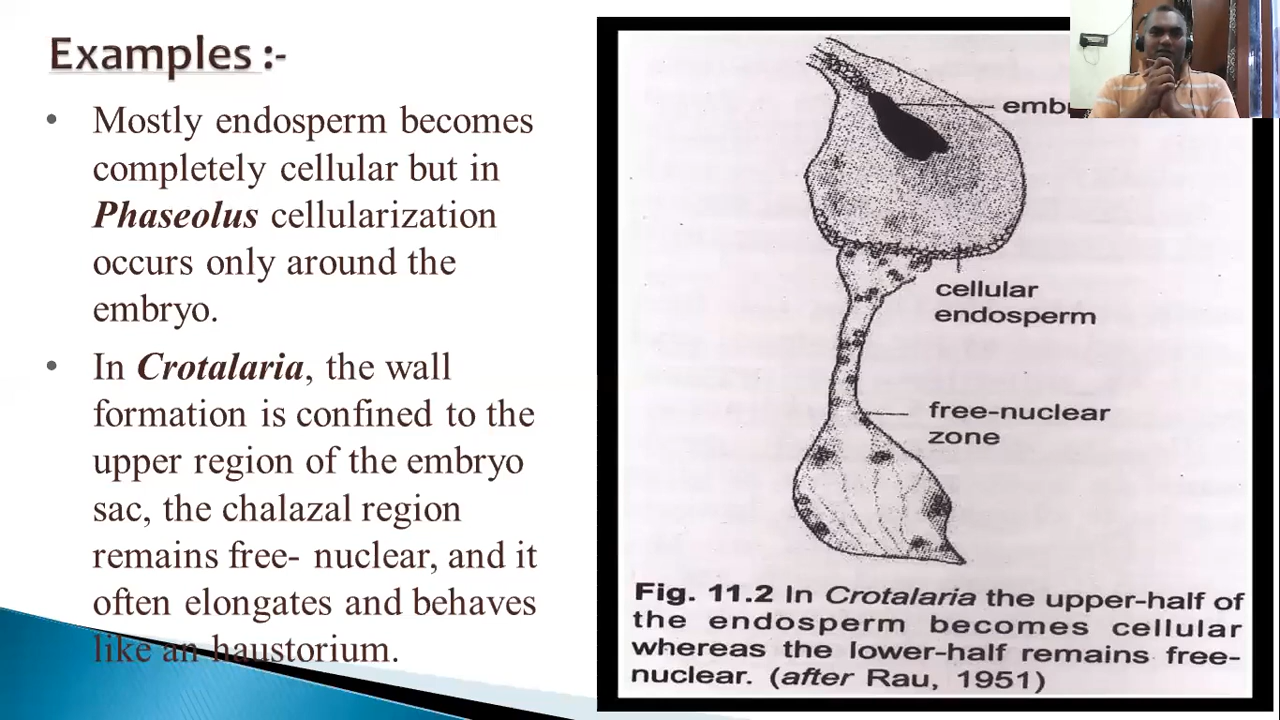 Examples :-
• Mostly endosperm becomes
completely cellular but in
Phaseolus cellularization
occurs only around the
embryo.
• In Crotalaria, the wall
formation is confined to the
upper region of the embryo
sac, the chalazal region
remains free- nuclear, and it
often elongates and behaves
like an haustorium.
cellular
endosperm
free-nuclear
zone
Fig. 11.2 In Crotalaria the upper-half of
the endosperm becomes cellular
whereas the lower-half remains free-
nuclear. (after Rau, 1951)